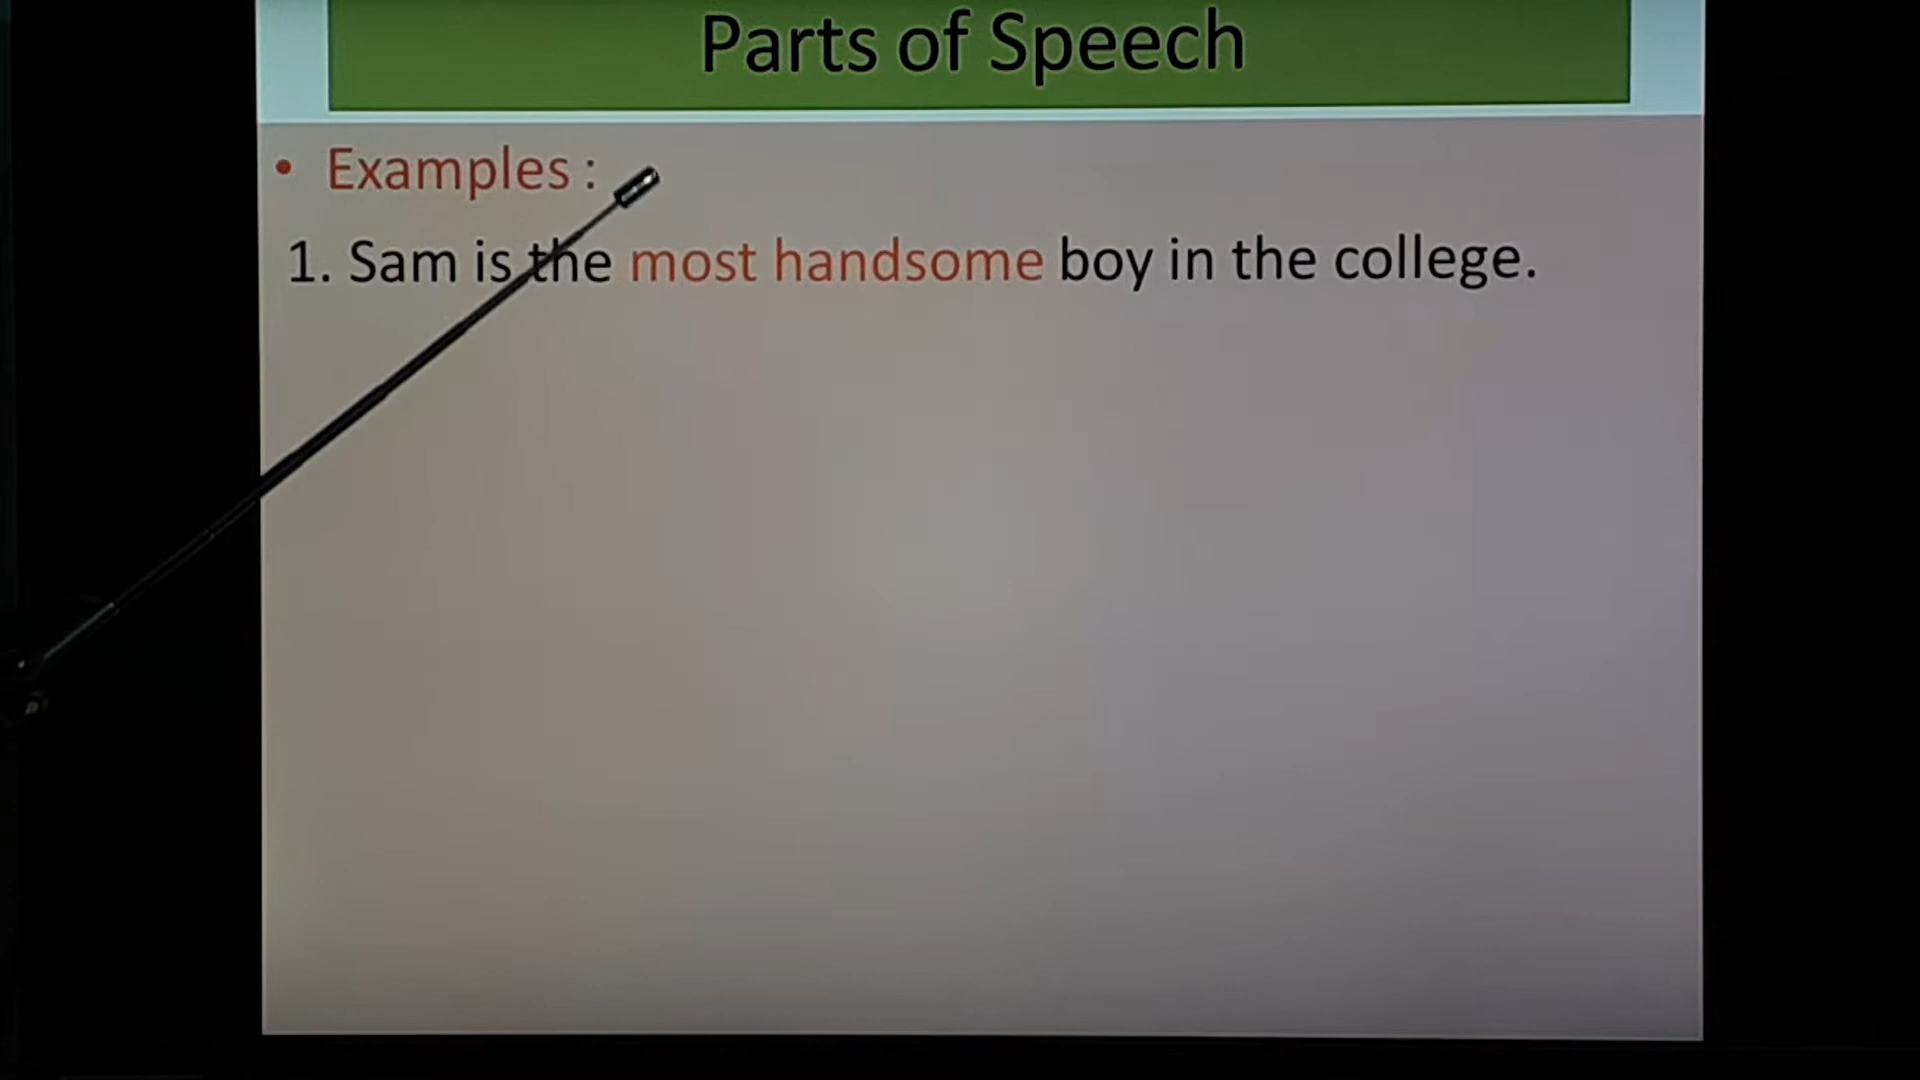 Parts of Speech
• Examples :
1. Sam is the most handsome boy in the college.